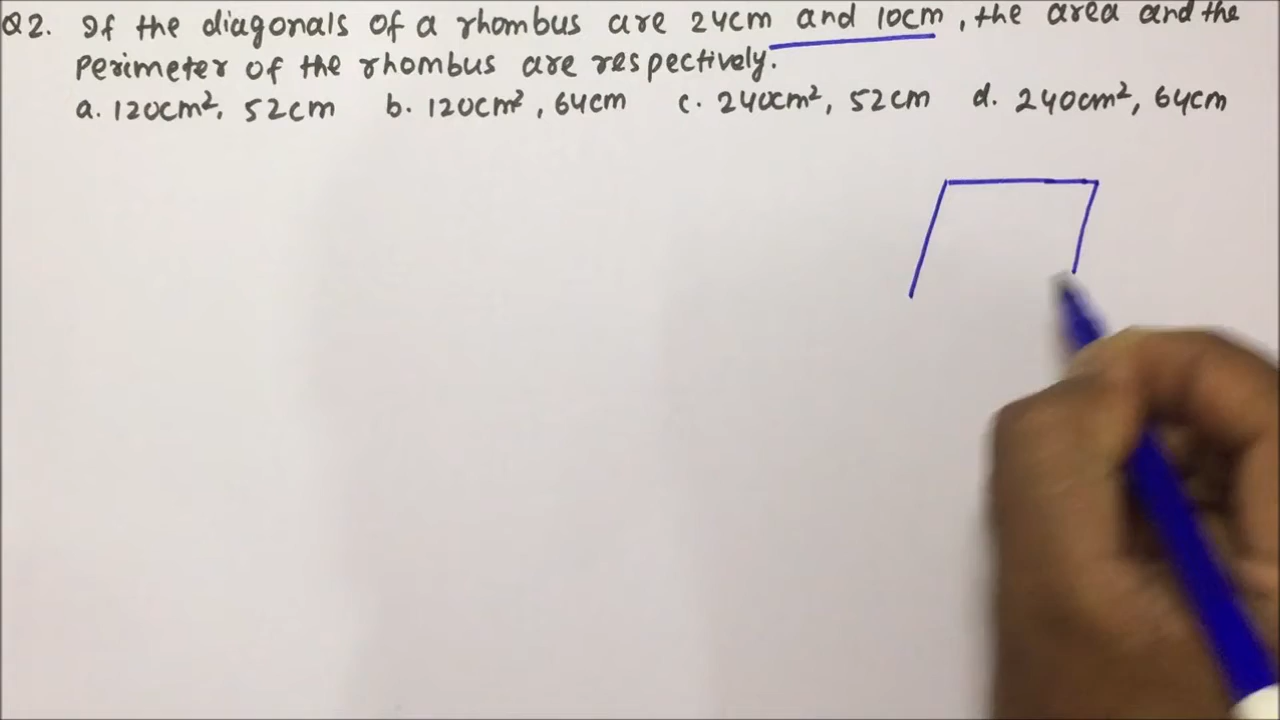 Q2. If the diagonals of a rhombus are 24cm and 10cm, the area and the
Perimeter of the rhombus are respectively.
a. 120cm², 52cm b. 120cm², 64cm c. 240cm², 52cm d. 240cm², 64cm